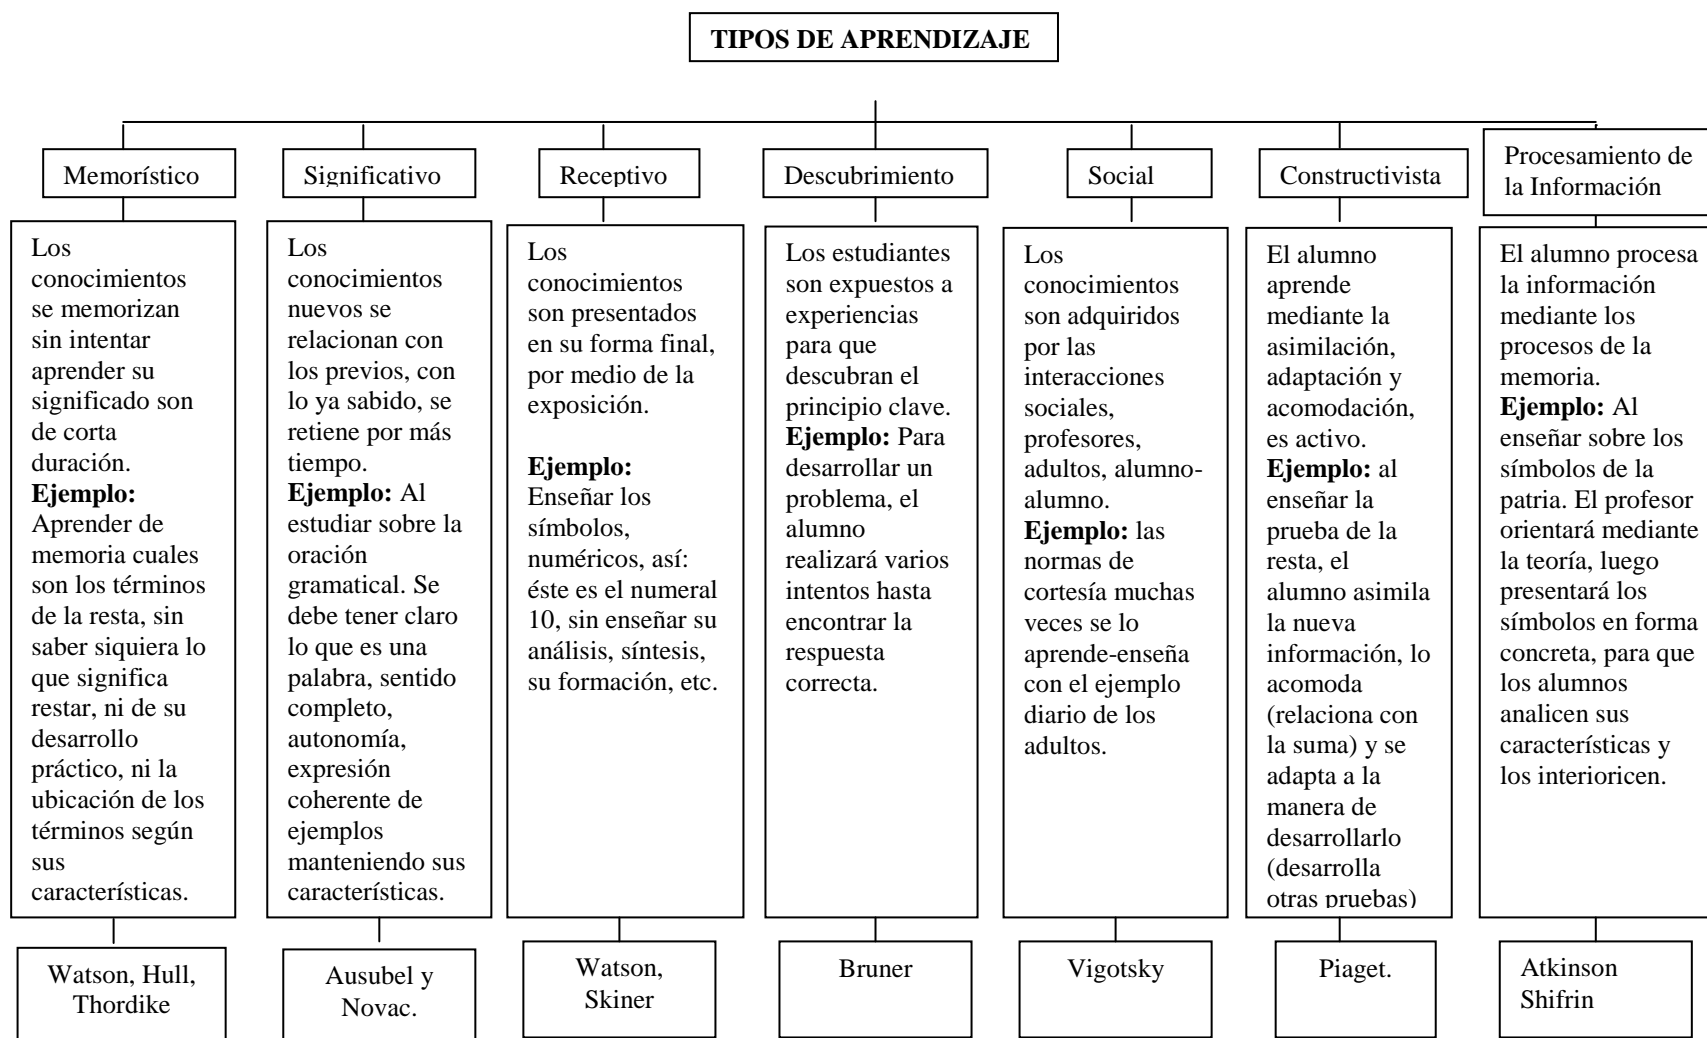 TIPOS DE APRENDIZAJE
Memorístico
Significativo
Receptivo
Descubrimiento
Social
Constructivista
Procesamiento de
la Información
Los
conocimientos
se memorizan
sin intentar
aprender su
significado son
de corta
duración.
Ejemplo:
Aprender de
memoria cuales
son los términos
de la resta, sin
saber siquiera lo
que significa
restar, ni de su
desarrollo
práctico, ni la
ubicación de los
términos según
sus
características.
Los
conocimientos
nuevos se
relacionan con
los previos, con
lo ya sabido, se
retiene por más
tiempo.
Ejemplo: Al
estudiar sobre la
oración
gramatical. Se
debe tener claro
lo que es una
palabra, sentido
completo,
autonomía,
expresión
coherente de
ejemplos
manteniendo sus
características.
Los
conocimientos
son presentados
en su forma final,
por medio de la
exposición.
Ejemplo:
Enseñar los
símbolos,
numéricos, así:
éste es el numeral
10, sin enseñar su
análisis, síntesis,
su formación, etc.
Los estudiantes
son expuestos a
experiencias
para que
descubran el
principio clave.
Ejemplo: Para
desarrollar un
problema, el
alumno
realizará varios
intentos hasta
encontrar la
respuesta
correcta.
Los
conocimientos
son adquiridos
por las
interacciones
sociales,
profesores,
adultos, alumno-
alumno.
Ejemplo: las
normas de
cortesía muchas
veces se lo
aprende-enseña
con el ejemplo
diario de los
adultos.
El alumno
aprende
mediante la
asimilación,
adaptación y
acomodación,
es activo.
Ejemplo: al
enseñar la
prueba de la
resta, el
alumno asimila
la nueva
información, lo
acomoda
(relaciona con
la suma) y se
adapta a la
manera de
desarrollarlo
(desarrolla
otras pruebas)
El alumno procesa
la información
mediante los
procesos de la
memoria.
Ejemplo: Al
enseñar sobre los
símbolos de la
patria. El profesor
orientará mediante
la teoría, luego
presentará los
símbolos en forma
concreta, para que
los alumnos
analicen sus
características y
los interioricen.
Watson, Hull,
Thordike
Ausubel y
Novac.
Watson,
Skiner
Bruner
Vigotsky
Piaget.
Atkinson
Shifrin